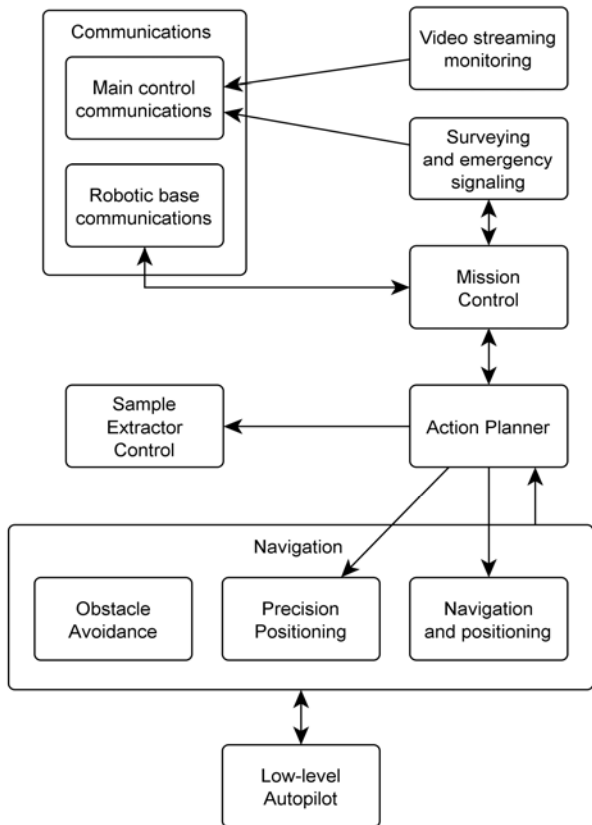 Communications
Main control
communications
Robotic base
communications
Video streaming
monitoring
Surveying
and emergency
signaling
Mission
Control
Sample
Extractor
Control
Action Planner
Navigation
Obstacle
Avoidance
Precision
Positioning
Navigation
and positioning
Low-level
Autopilot